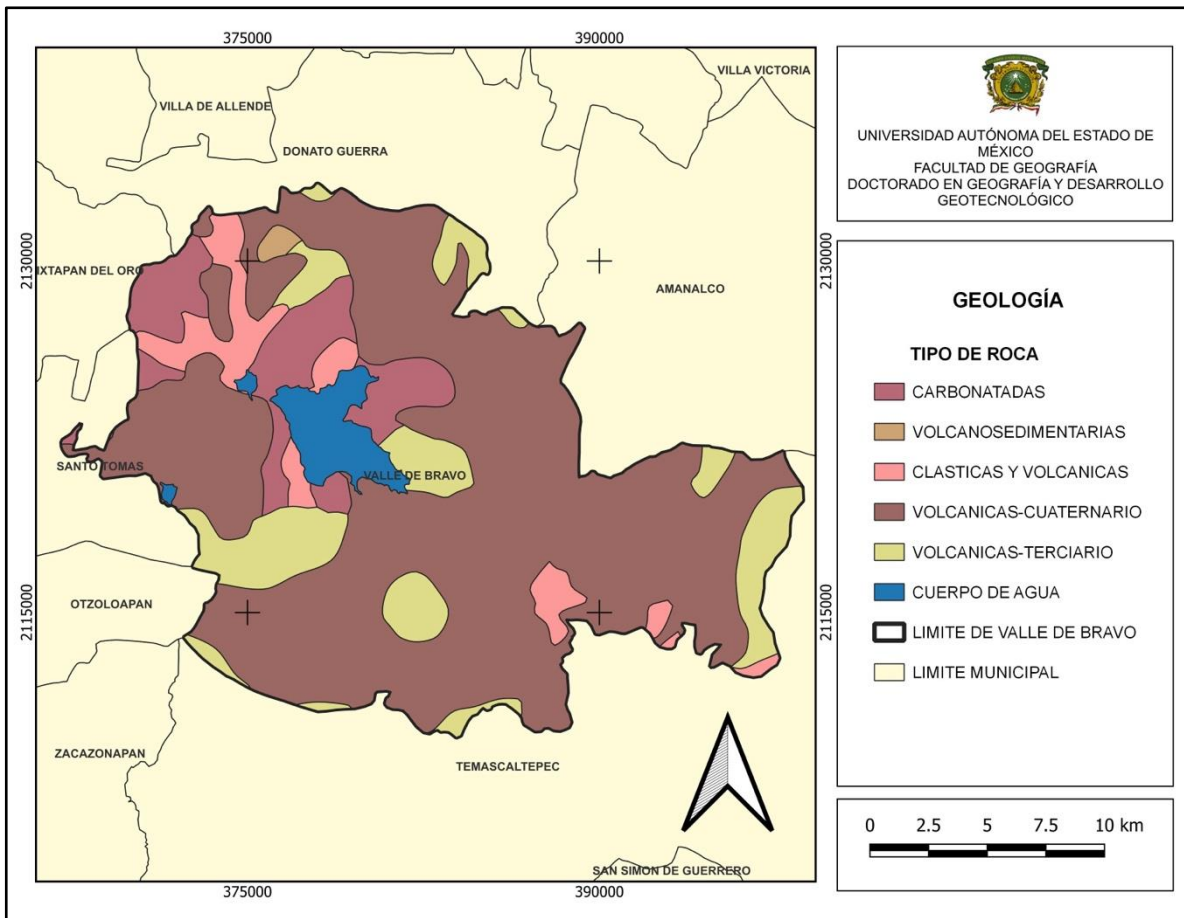 375000
390000
VILLA VICTORIA
VILLA DE ALLENDE
DONATO GUERRA
2130000
2130000
IXTAPAN DEL ORO
AMANALCO
SANTO TOMAS
VALLE DE BRAVO
OTZOLOAPAN
2115000
2115000
ZACAZONAPAN
TEMASCALTEPEC
SAN SIMON DE GUERRERO
375000
390000
UNIVERSIDAD AUTÓNOMA DEL ESTADO DE
MÉXICO
FACULTAD DE GEOGRAFÍA
DOCTORADO EN GEOGRAFÍA Y DESARROLLO
GEOTECNOLÓGICO
GEOLOGÍA
TIPO DE ROCA
CARBONATADAS
VOLCANOSEDIMENTARIAS
CLASTICAS Y VOLCANICAS
VOLCANICAS-CUATERNARIO
VOLCANICAS-TERCIARIO
CUERPO DE AGUA
LIMITE DE VALLE DE BRAVO
LIMITE MUNICIPAL
0 2.5 5 7.5 10 km